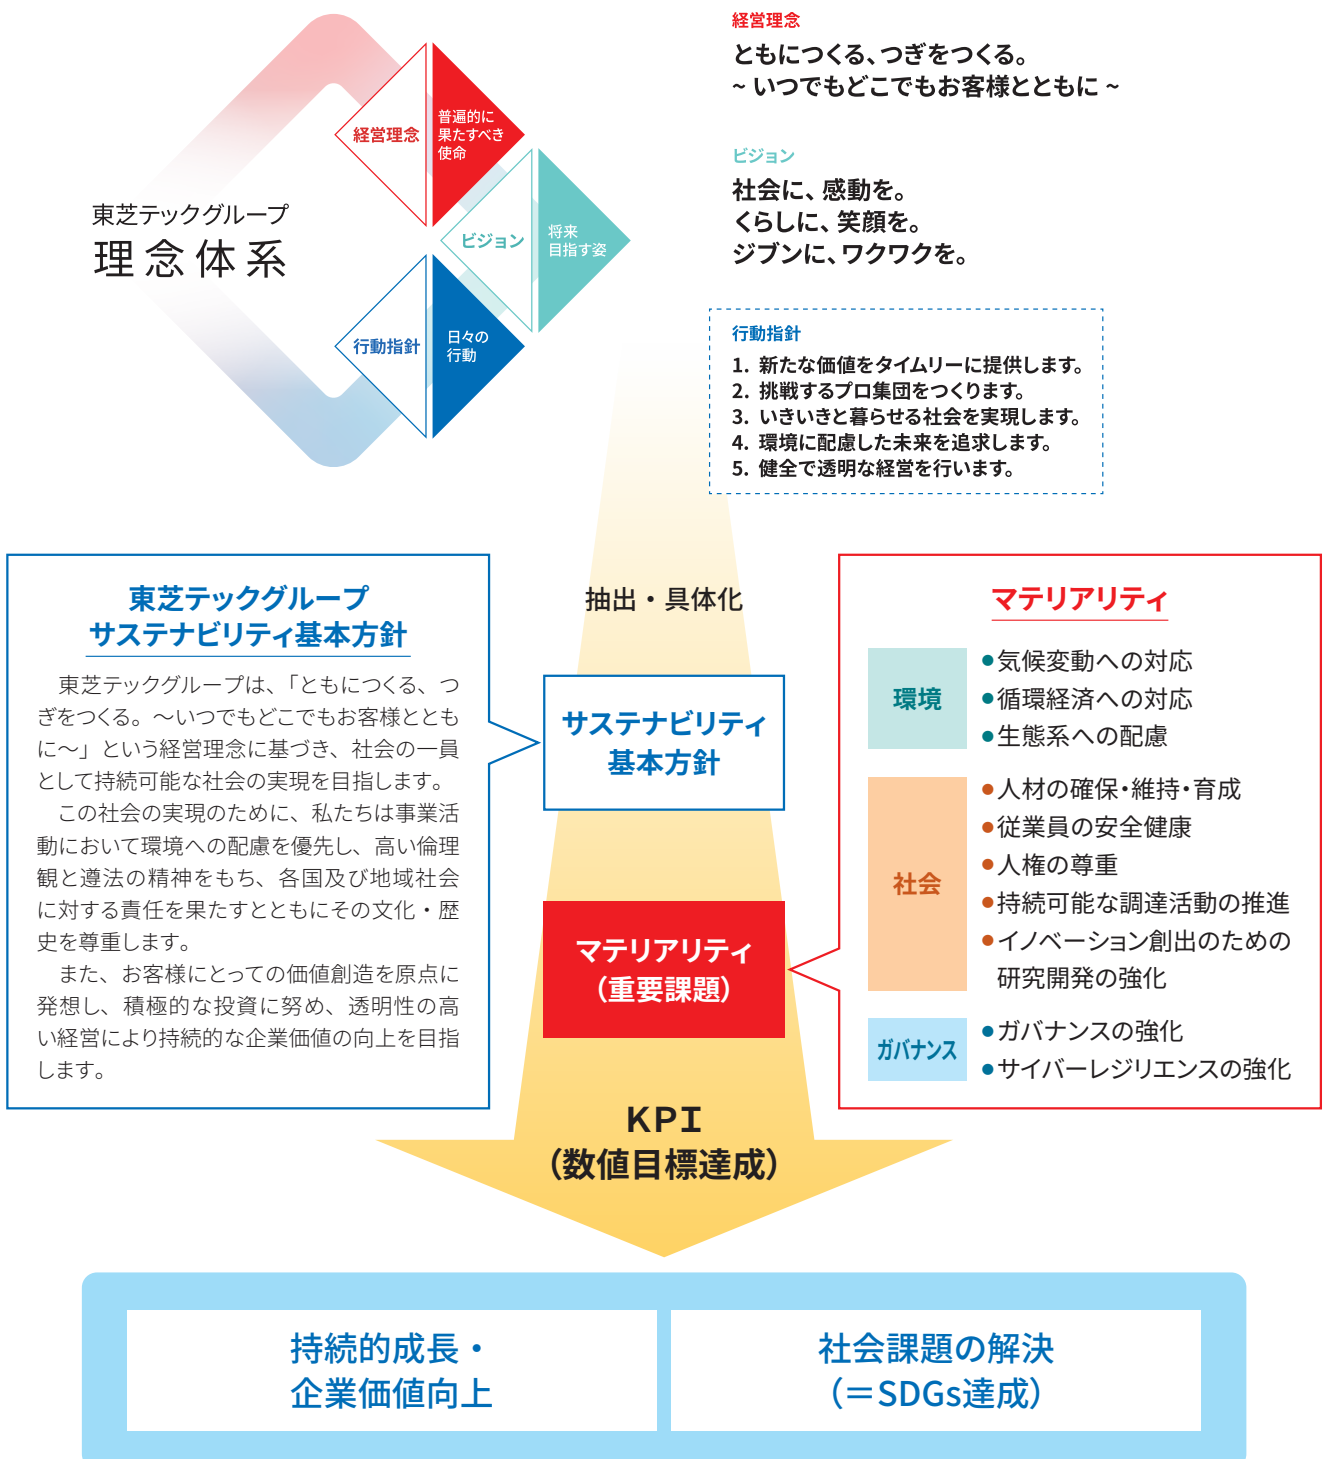 東芝テックグループ
理念体系
経営理念
普遍的に
果たすべき
使命
ビジョン
将来
目指す姿
行動指針
日々の
行動
経営理念
ともにつくる、つぎをつくる。
~ いつでもどこでもお客様とともに ~
ビジョン
社会に、感動を。
くらしに、笑顔を。
ジブンに、ワクワクを。
行動指針
1. 新たな価値をタイムリーに提供します。
2. 挑戦するプロ集団をつくります。
3. いきいきと暮らせる社会を実現します。
4. 環境に配慮した未来を追求します。
5. 健全で透明な経営を行います。
抽出・具体化
東芝テックグループ
サステナビリティ基本方針
東芝テックグループは、「ともにつくる、つ
ぎをつくる。～いつでもどこでもお客様ととも
に～」という経営理念に基づき、社会の一員
として持続可能な社会の実現を目指します。
この社会の実現のために、私たちは事業活
動において環境への配慮を優先し、高い倫理
観と遵法の精神をもち、各国及び地域社会
に対する責任を果たすとともにその文化・歴
史を尊重します。
また、お客様にとっての価値創造を原点に
発想し、積極的な投資に努め、透明性の高
い経営により持続的な企業価値の向上を目指
します。
サステナビリティ
基本方針
マテリアリティ
（重要課題）
KPI
（数値目標達成）
マテリアリティ
環境
●気候変動への対応
●循環経済への対応
●生態系への配慮
社会
●人材の確保・維持・育成
●従業員の安全健康
●人権の尊重
●持続可能な調達活動の推進
●イノベーション創出のための
研究開発の強化
ガバナンス
●ガバナンスの強化
●サイバーレジリエンスの強化
持続的成長・
企業価値向上
社会課題の解決
（＝SDGs達成）